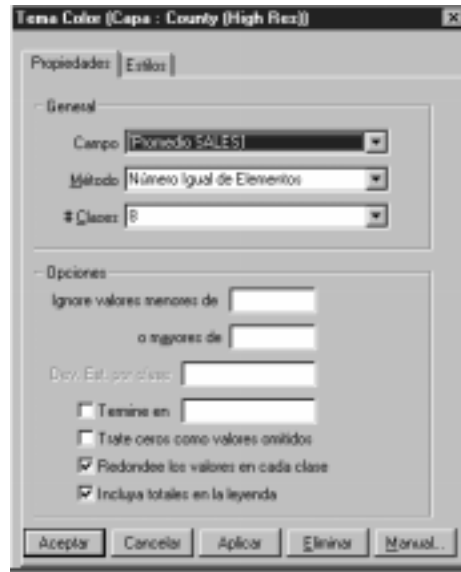 Tema Color (Capa : County (High Res))
Propiedades Estilos
General
Campo [Promedio SALES]
Método Número Igual de Elementos
# Clases 8
Opciones
Ignore valores menores de
o mayores de
Desv. Est. por clase
Termine en
Trate ceros como valores omitidos
Redondee los valores en cada clase
Incluya totales en la leyenda
Aceptar Cancelar Aplicar Eliminar Manual...